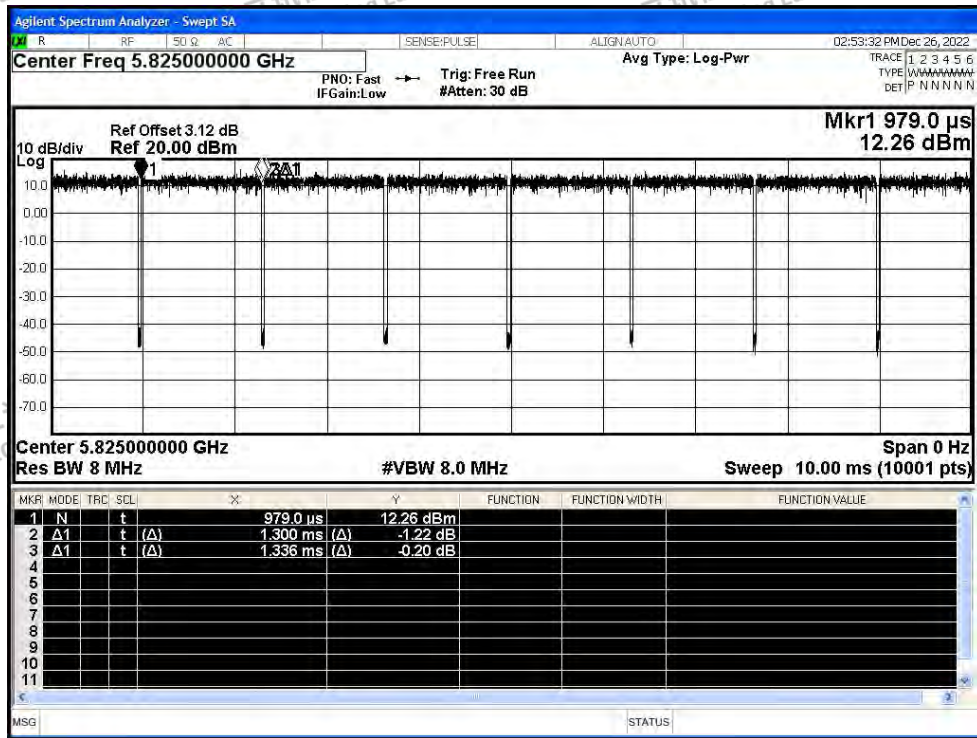 Agilent Spectrum Analyzer - Swept SA
LXI R RF 50 Ω AC SENSE:PULSE ALIGN AUTO 02:53:32 PM Dec 26, 2022
Center Freq 5.825000000 GHz
Avg Type: Log-Pwr
TRACE 1 2 3 4 5 6
TYPE WWWWWW
DET P N N N N N
PNO: Fast
IFGain:Low
Trig: Free Run
#Atten: 30 dB
Mkr1 979.0 µs
12.26 dBm
Ref Offset 3.12 dB
10 dB/div Ref 20.00 dBm
Log
1
2Δ1
10.0
0.00
-10.0
-20.0
-30.0
-40.0
-50.0
-60.0
-70.0
Center 5.825000000 GHz Span 0 Hz
Res BW 8 MHz #VBW 8.0 MHz Sweep 10.00 ms (10001 pts)
MKR MODE TRC SCL X Y FUNCTION FUNCTION WIDTH FUNCTION VALUE
1 N t 979.0 µs 12.26 dBm
2 Δ1 t (Δ) 1.300 ms (Δ) -1.22 dB
3 Δ1 t (Δ) 1.336 ms (Δ) -0.20 dB
4
5
6
7
8
9
10
11
MSG STATUS